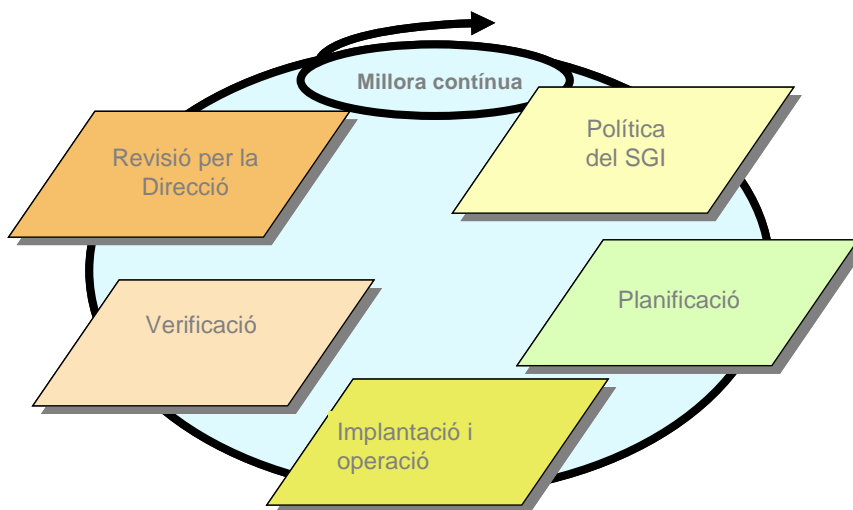 Millora contínua
Política
del SGI
Revisió per la
Direcció
Planificació
Verificació
Implantació i
operació